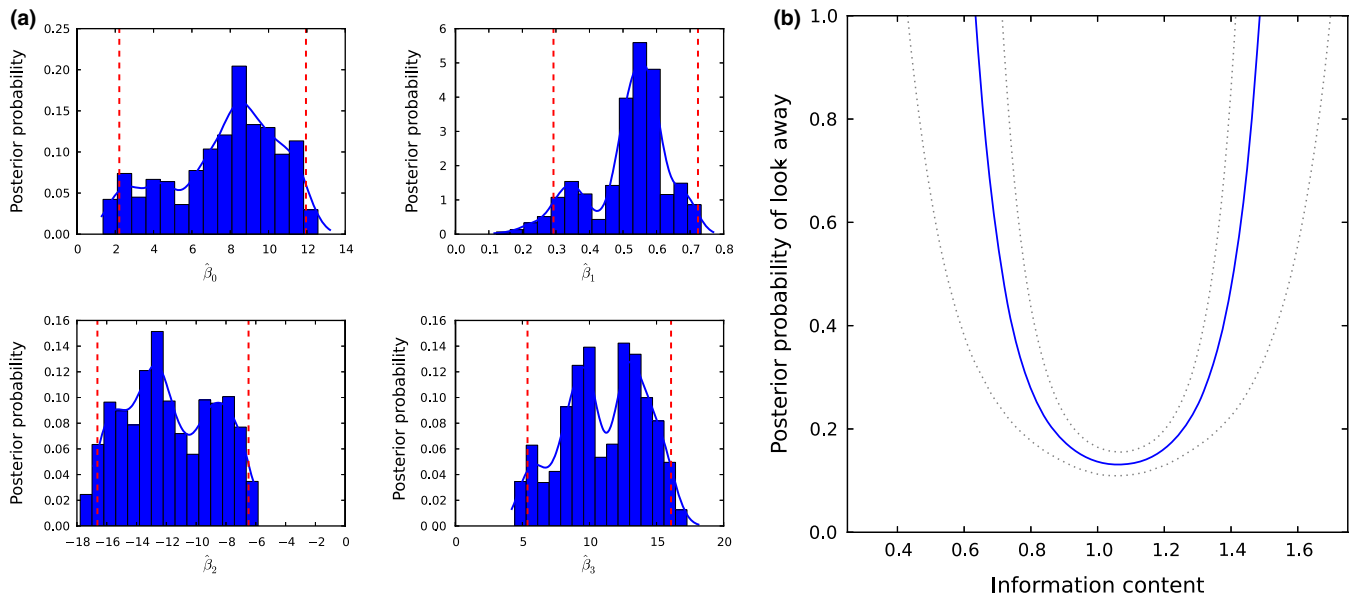 (a)
Posterior probability
0.25
0.20
0.15
0.10
0.05
0.00
0 2 4 6 8 10 12 14
β̂₀
Posterior probability
6
5
4
3
2
1
0
0.0 0.1 0.2 0.3 0.4 0.5 0.6 0.7 0.8
β̂₁
Posterior probability
0.16
0.14
0.12
0.10
0.08
0.06
0.04
0.02
0.00
−18 −16 −14 −12 −10 −8 −6 −4 −2 0
β̂₂
Posterior probability
0.16
0.14
0.12
0.10
0.08
0.06
0.04
0.02
0.00
0 5 10 15 20
β̂₃
(b)
Posterior probability of look away
1.0
0.8
0.6
0.4
0.2
0.0
0.4 0.6 0.8 1.0 1.2 1.4 1.6
Information content